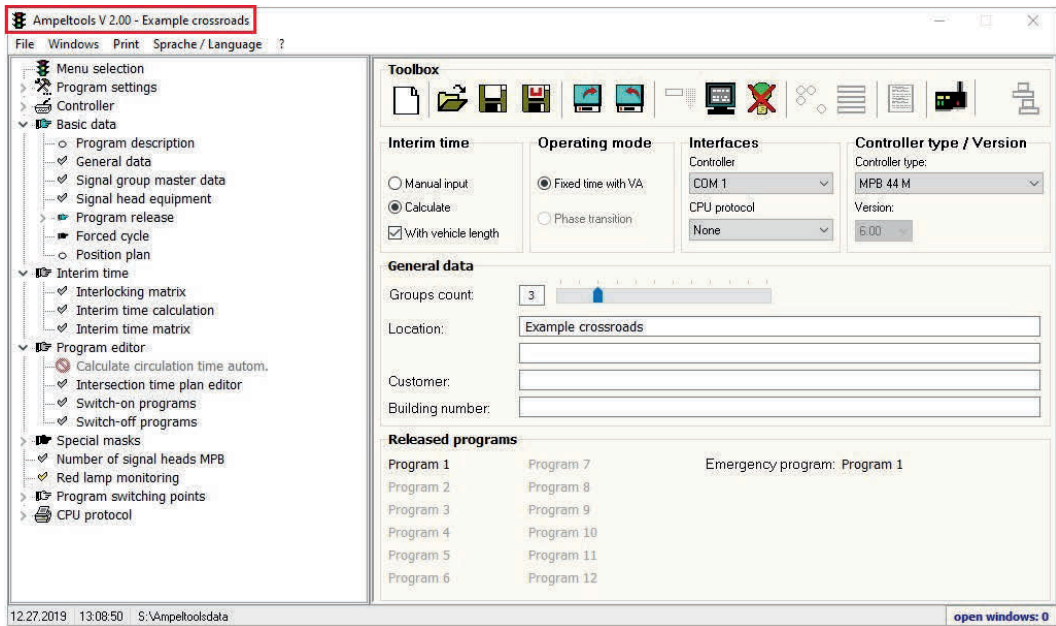 Ampeltools V 2.00 - Example crossroads
File Windows Print Sprache / Language ?
Menu selection
Program settings
Controller
Basic data
Program description
General data
Signal group master data
Signal head equipment
Program release
Forced cycle
Position plan
Interim time
Interlocking matrix
Interim time calculation
Interim time matrix
Program editor
Calculate circulation time autom.
Intersection time plan editor
Switch-on programs
Switch-off programs
Special masks
Number of signal heads MPB
Red lamp monitoring
Program switching points
CPU protocol
Toolbox
Interim time
Manual input
Calculate
With vehicle length
Operating mode
Fixed time with VA
Phase transition
Interfaces
Controller
COM 1
CPU protocol
None
Controller type / Version
Controller type:
MPB 44 M
Version:
6.00
General data
Groups count: 3
Location: Example crossroads
Customer:
Building number:
Released programs
Program 1 Program 7 Emergency program: Program 1
Program 2 Program 8
Program 3 Program 9
Program 4 Program 10
Program 5 Program 11
Program 6 Program 12
12.27.2019 13:08:50 S:\Ampeltoolsdata open windows: 0